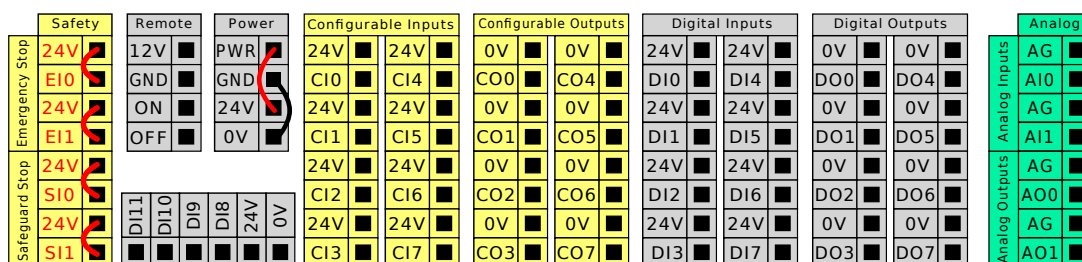 Safety
Emergency Stop
24V
EI0
24V
EI1
Safeguard Stop
24V
SI0
24V
SI1
Remote
12V
GND
ON
OFF
Power
PWR
GND
24V
0V
DI11
DI10
DI9
DI8
24V
0V
Configurable Inputs
24V 24V
CI0 CI4
24V 24V
CI1 CI5
24V 24V
CI2 CI6
24V 24V
CI3 CI7
Configurable Outputs
0V 0V
CO0 CO4
0V 0V
CO1 CO5
0V 0V
CO2 CO6
0V 0V
CO3 CO7
Digital Inputs
24V 24V
DI0 DI4
24V 24V
DI1 DI5
24V 24V
DI2 DI6
24V 24V
DI3 DI7
Digital Outputs
0V 0V
DO0 DO4
0V 0V
DO1 DO5
0V 0V
DO2 DO6
0V 0V
DO3 DO7
Analog
Analog Inputs
AG
AI0
AG
AI1
Analog Outputs
AG
AO0
AG
AO1